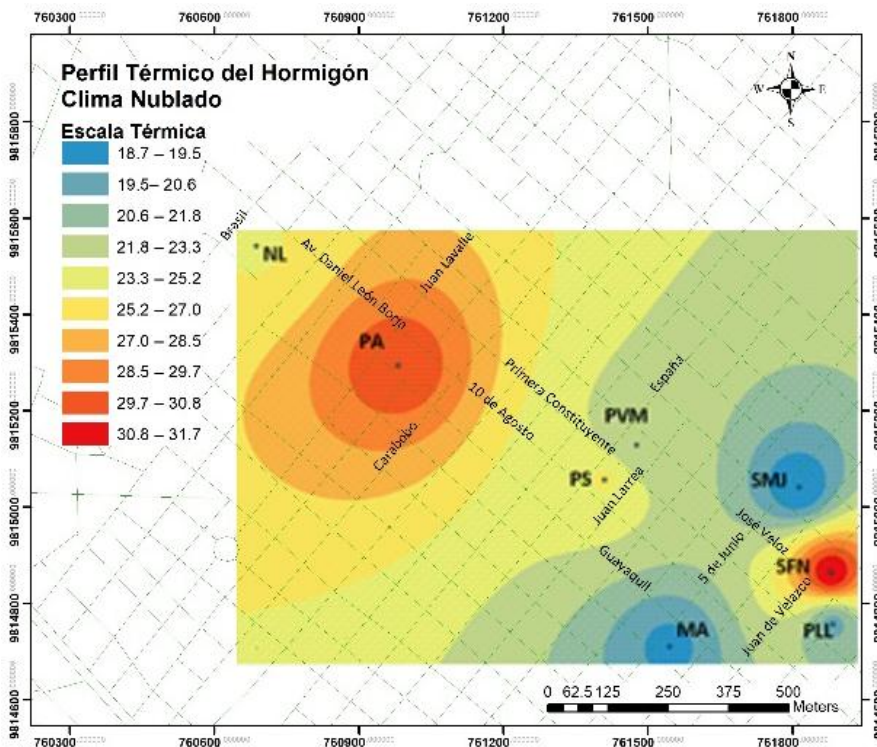 760300 760600 760900 761200 761500 761800
Perfil Térmico del Hormigón
Clima Nublado
Escala Térmica
18.7 – 19.5
19.5– 20.6
20.6 – 21.8
21.8 – 23.3
23.3 – 25.2
25.2 – 27.0
27.0 – 28.5
28.5 – 29.7
29.7 – 30.8
30.8 – 31.7
N
W E
S
9815800
9815600
9815400
9815200
9815000
9814800
9814600
Brasil
NL
Av. Daniel León Borja
Juan Lavalle
PA
Primera Constituyente
España
10 de Agosto
PVM
Carabobo
PS
Juan Larrea
SMJ
José Veloz
Guayaquil
5 de Junio
SFN
Juan de Velazco
MA
PLL
0 62.5 125 250 375 500
Meters
760300 760600 760900 761200 761500 761800